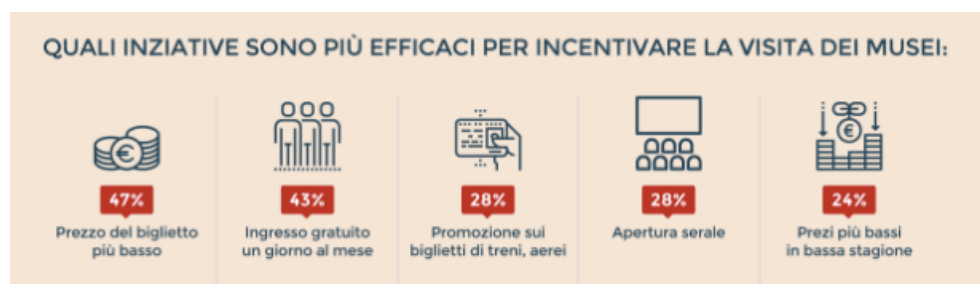 QUALI INZIATIVE SONO PIÙ EFFICACI PER INCENTIVARE LA VISITA DEI MUSEI:
47%
Prezzo del biglietto
più basso
43%
Ingresso gratuito
un giorno al mese
28%
Promozione sui
biglietti di treni, aerei
28%
Apertura serale
24%
Prezi più bassi
in bassa stagione